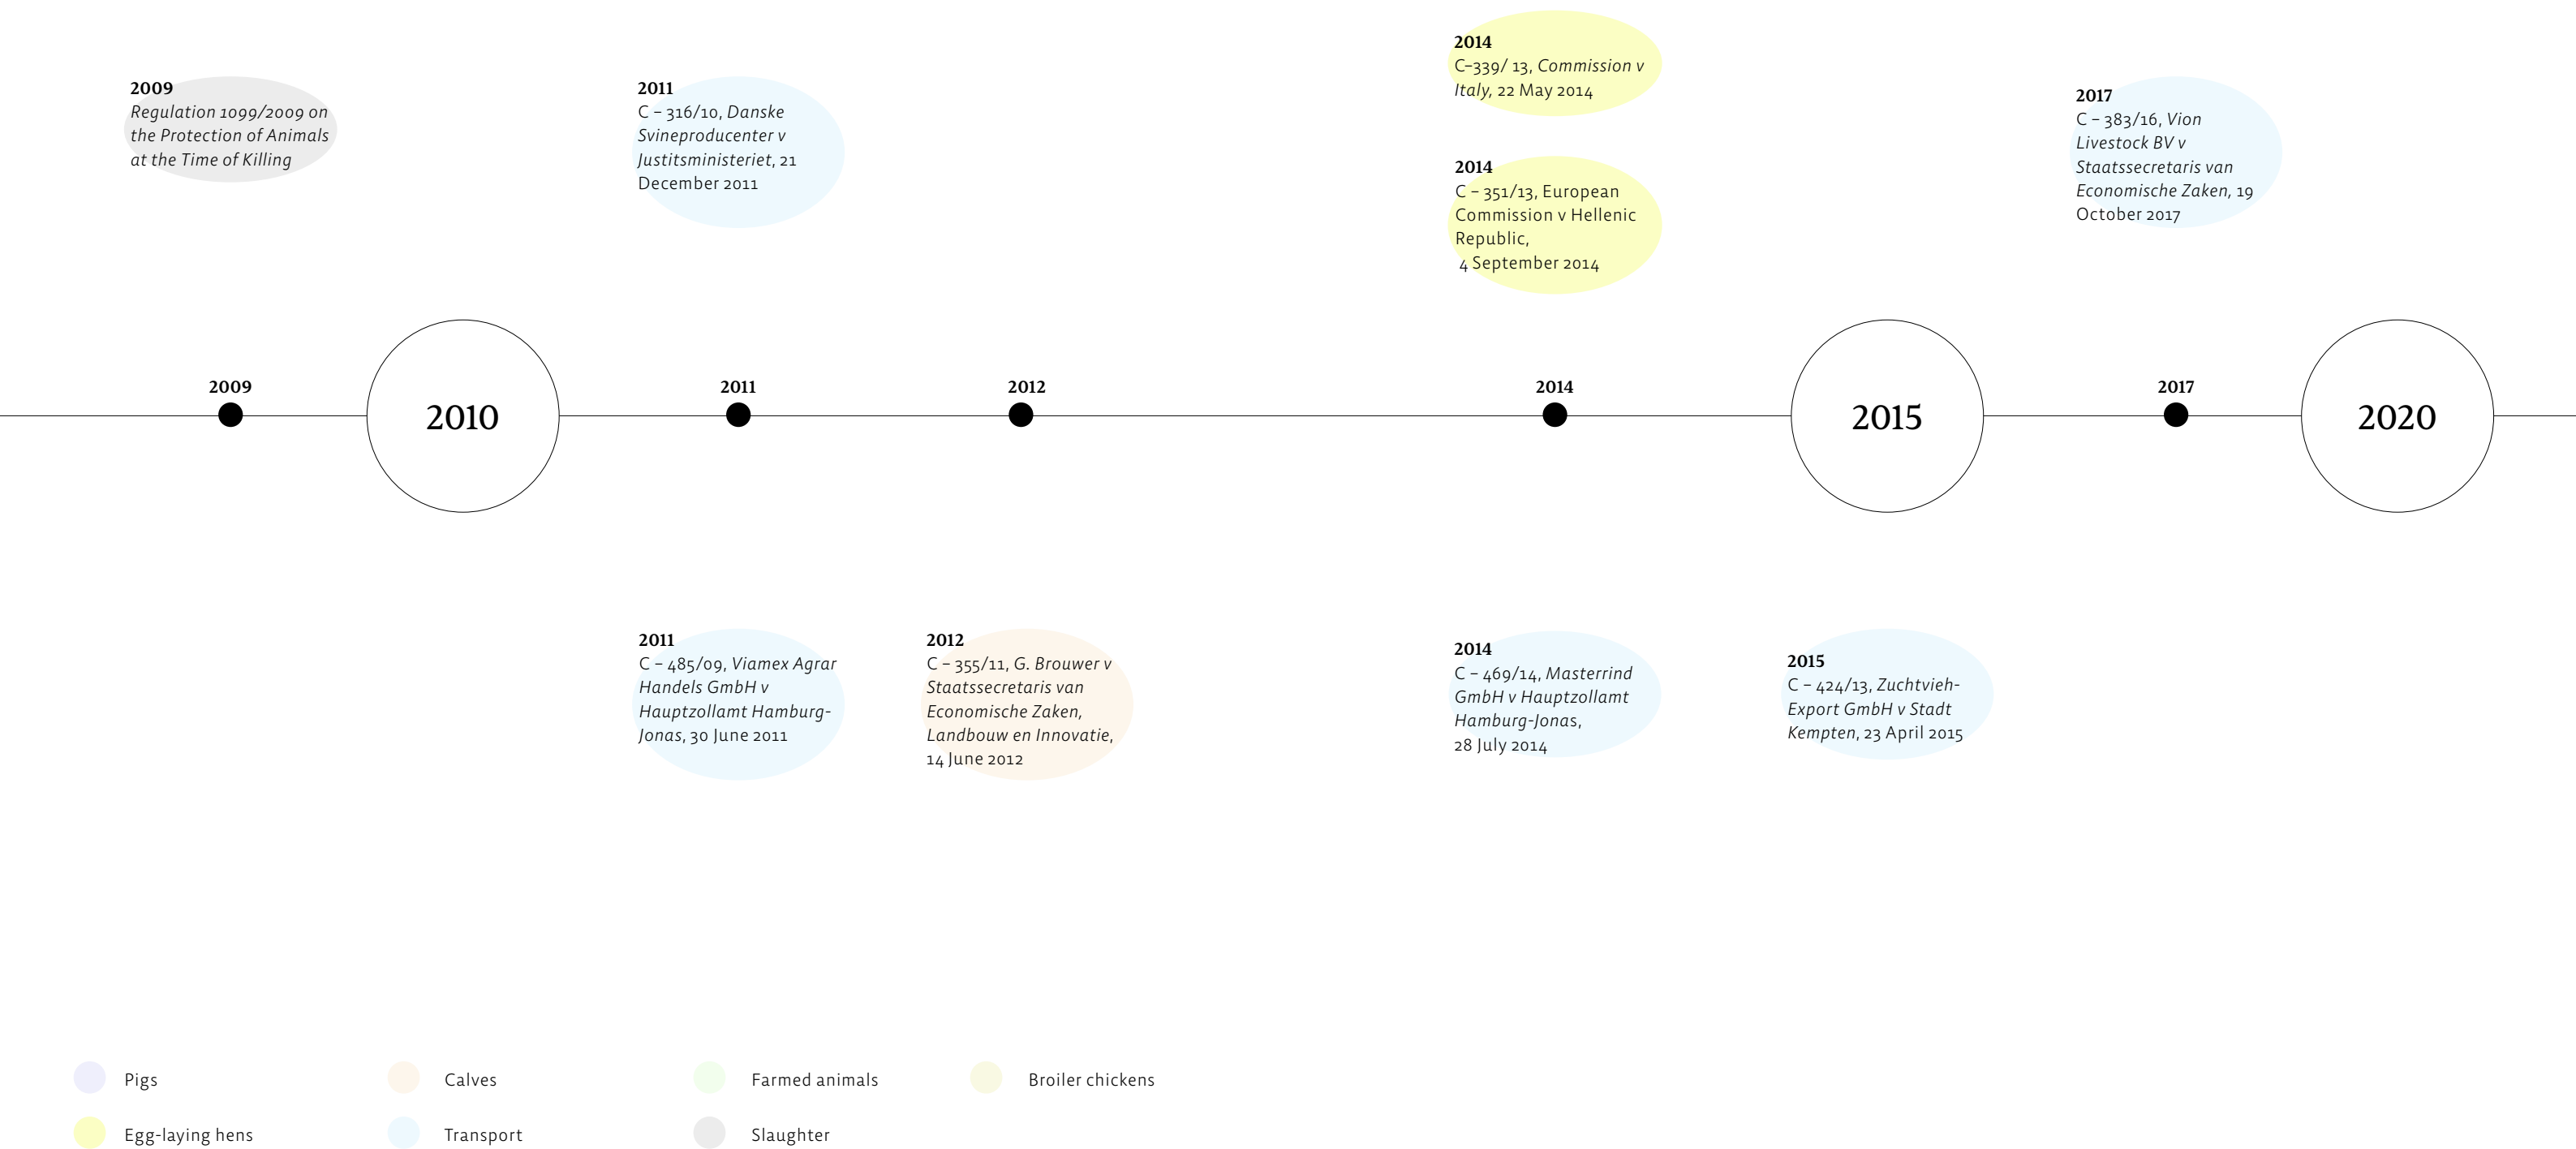 2009
Regulation 1099/2009 on
the Protection of Animals
at the Time of Killing
2011
C – 316/10, Danske
Svineproducenter v
Justitsministeriet, 21
December 2011
2014
C–339/ 13, Commission v
Italy, 22 May 2014
2014
C – 351/13, European
Commission v Hellenic
Republic,
4 September 2014
2017
C – 383/16, Vion
Livestock BV v
Staatssecretaris van
Economische Zaken, 19
October 2017
2009
2010
2011
2012
2014
2015
2017
2020
2011
C – 485/09, Viamex Agrar
Handels GmbH v
Hauptzollamt Hamburg-
Jonas, 30 June 2011
2012
C – 355/11, G. Brouwer v
Staatssecretaris van
Economische Zaken,
Landbouw en Innovatie,
14 June 2012
2014
C – 469/14, Masterrind
GmbH v Hauptzollamt
Hamburg-Jonas,
28 July 2014
2015
C – 424/13, Zuchtvieh-
Export GmbH v Stadt
Kempten, 23 April 2015
Pigs
Calves
Farmed animals
Broiler chickens
Egg-laying hens
Transport
Slaughter